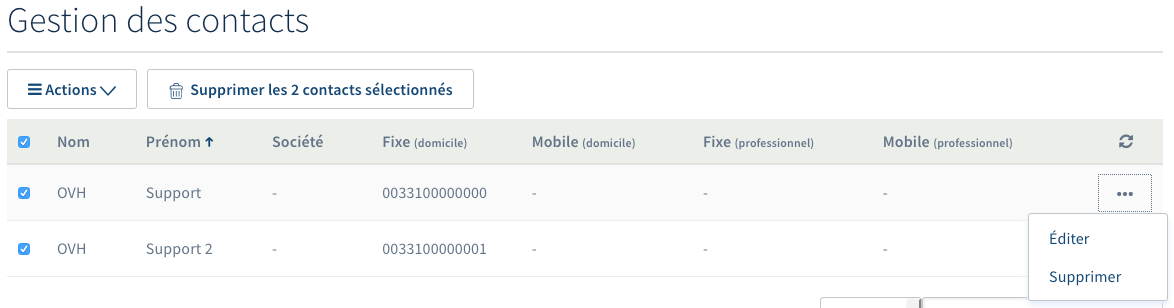 Gestion des contacts
Actions Supprimer les 2 contacts sélectionnés
Nom Prénom Société Fixe (domicile) Mobile (domicile) Fixe (professionnel) Mobile (professionnel)
OVH Support - 0033100000000 - - - •••
OVH Support 2 - 0033100000001 - - -
Éditer
Supprimer